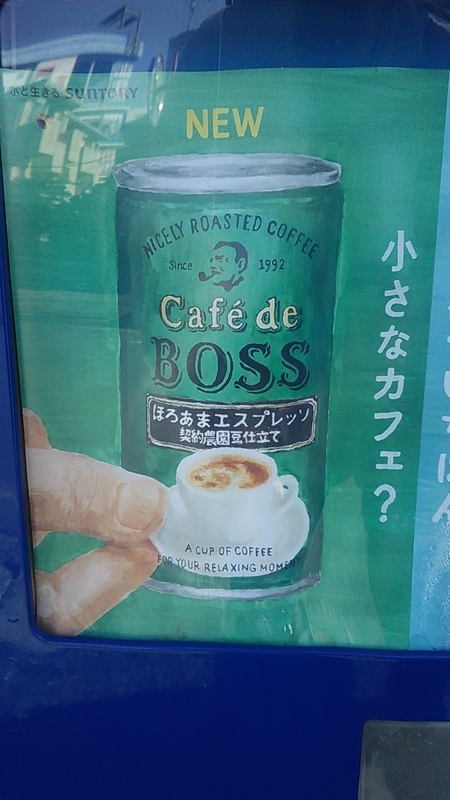 水と生きる SUNTORY
NEW
NICELY ROASTED COFFEE
Since 1992
Café de
BOSS
ほろあまエスプレッソ
契約農園豆仕立て
A CUP OF COFFEE
FOR YOUR RELAXING MOMENT
小さなカフェ?